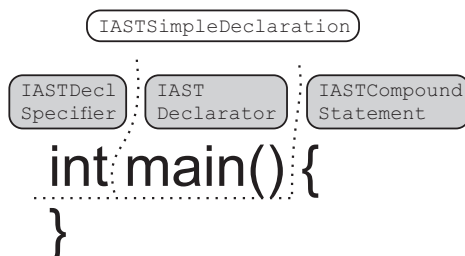 IASTSimpleDeclaration
IASTDecl
Specifier
IAST
Declarator
IASTCompound
Statement
int main() {
}